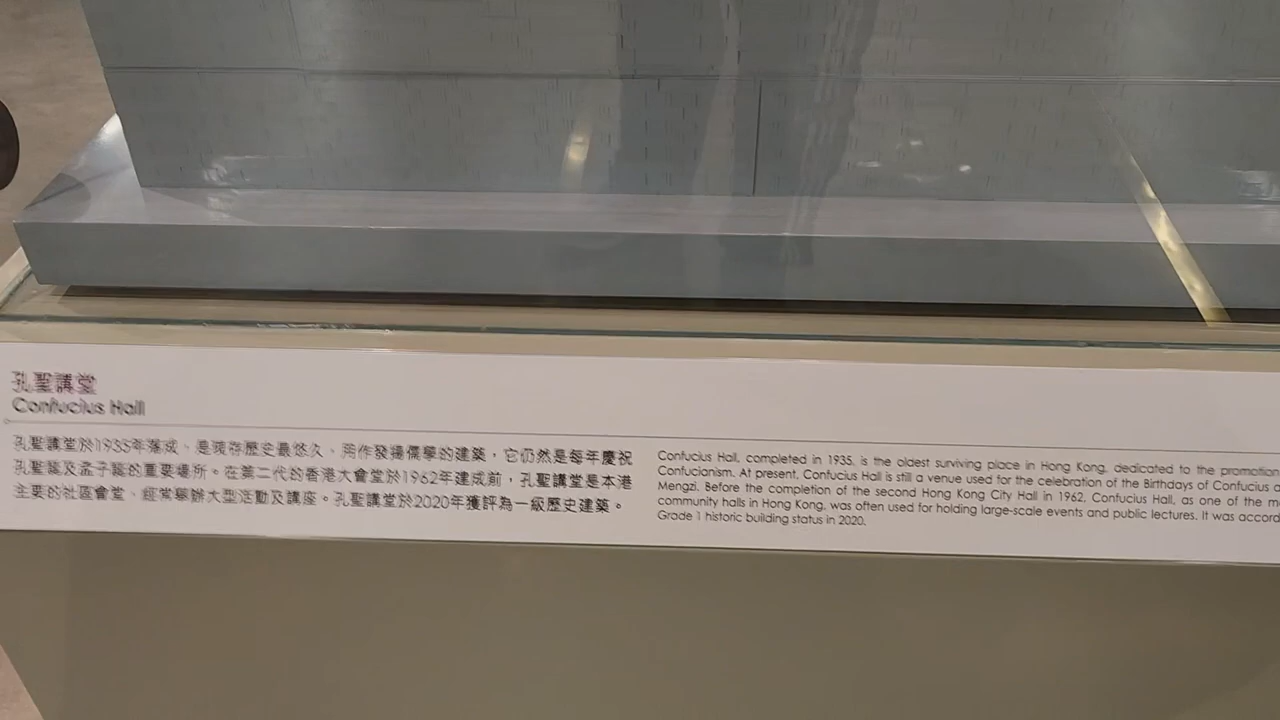 孔聖講堂
Confucius Hall
孔聖講堂於1935年落成、是現存歷史最悠久、用作發揚儒學的建築，它仍然是每年慶祝
孔聖誕及孟子誕的重要場所。在第二代的香港大會堂於1962年建成前，孔聖講堂是本港
主要的社區會堂、經常舉辦大型活動及講座。孔聖講堂於2020年獲評為一級歷史建築。
Confucius Hall, completed in 1935, is the oldest surviving place in Hong Kong, dedicated to the promotion
Confucianism. At present, Confucius Hall is still a venue used for the celebration of the Birthdays of Confucius
Mengzi. Before the completion of the second Hong Kong City Hall in 1962, Confucius Hall, as one of the
community halls in Hong Kong, was often used for holding large-scale events and public lectures. It was
Grade 1 historic building status in 2020.